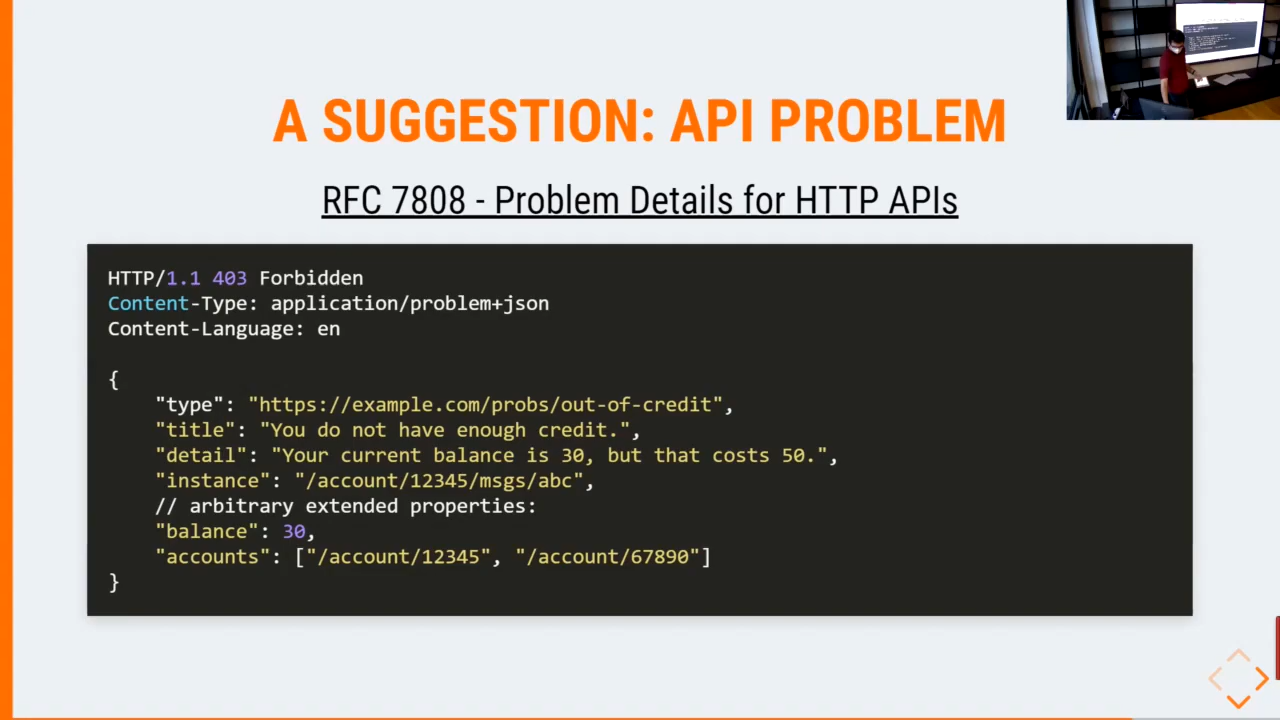 A SUGGESTION: API PROBLEM
RFC 7808 - Problem Details for HTTP APIs
HTTP/1.1 403 Forbidden
Content-Type: application/problem+json
Content-Language: en
{
"type": "https://example.com/probs/out-of-credit",
"title": "You do not have enough credit.",
"detail": "Your current balance is 30, but that costs 50.",
"instance": "/account/12345/msgs/abc",
// arbitrary extended properties:
"balance": 30,
"accounts": ["/account/12345", "/account/67890"]
}